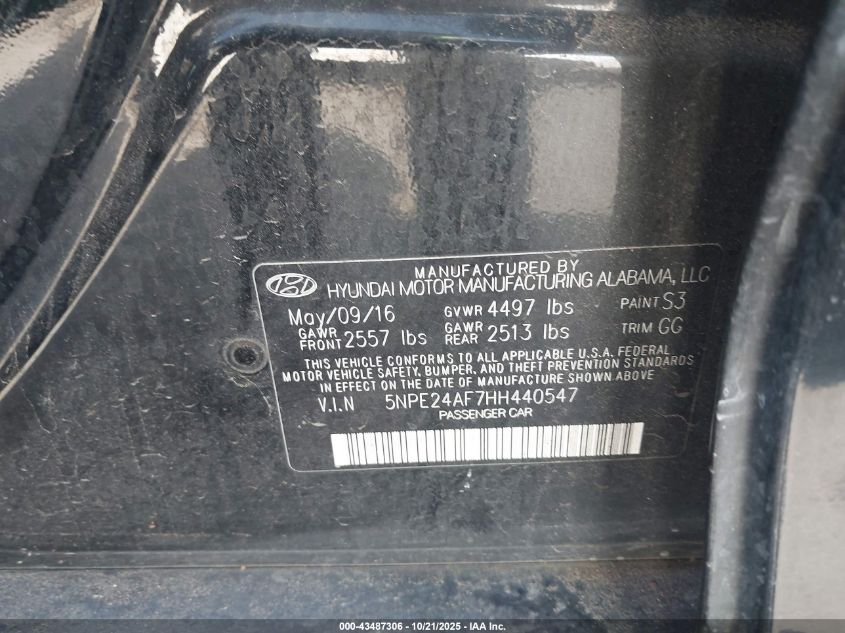 MANUFACTURED BY
HYUNDAI MOTOR MANUFACTURING ALABAMA, LLC
May/09/16 GVWR 4497 lbs PAINT S3
GAWR FRONT 2557 lbs GAWR REAR 2513 lbs TRIM GG
THIS VEHICLE CONFORMS TO ALL APPLICABLE U.S.A. FEDERAL
MOTOR VEHICLE SAFETY, BUMPER, AND THEFT PREVENTION STANDARDS
IN EFFECT ON THE DATE OF MANUFACTURE SHOWN ABOVE.
V.I.N 5NPE24AF7HH440547
PASSENGER CAR
000-43487306 - 10/21/2025 - IAA Inc.